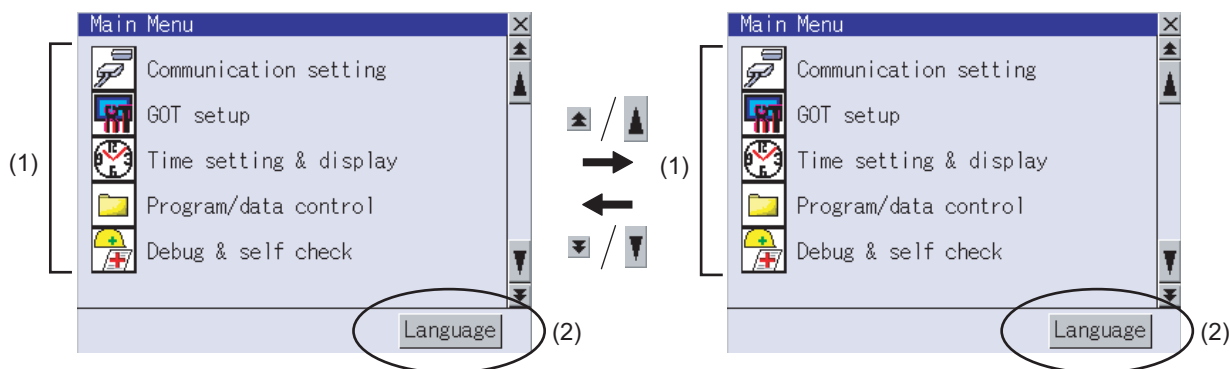 Main Menu
(1)
Communication setting
GOT setup
Time setting & display
Program/data control
Debug & self check
Language
(2)
/
/
Main Menu
(1)
Communication setting
GOT setup
Time setting & display
Program/data control
Debug & self check
Language
(2)